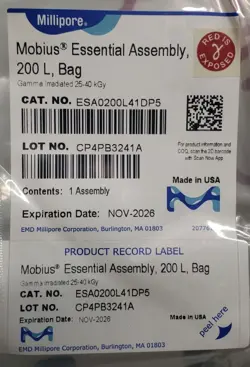 Millipore®
Mobius® Essential Assembly,
200 L, Bag
Gamma Irradiated 25-40 kGy
RED IS
EXPOSED
CAT. NO. ESA0200L41DP5
LOT NO. CP4PB3241A
For product information and
COQ, scan the 2D barcode
with Scan Now App
Contents: 1 Assembly
Made in USA
Expiration Date: NOV-2026
EMD Millipore Corporation, Burlington, MA 01803
PRODUCT RECORD LABEL
Mobius® Essential Assembly, 200 L, Bag
Gamma Irradiated 25-40 kGy
CAT. NO. ESA0200L41DP5
LOT NO. CP4PB3241A
Expiration Date: NOV-2026
Made in USA
EMD Millipore Corporation, Burlington, MA 01803
peel here